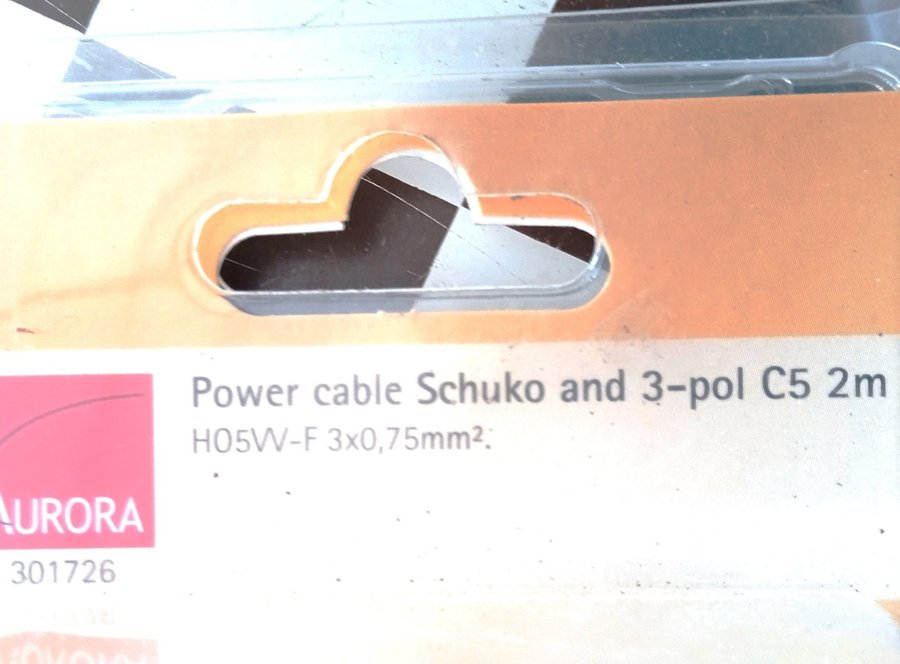 Power cable Schuko and 3-pol C5 2m
H05VV-F 3x0,75mm².
AURORA
301726